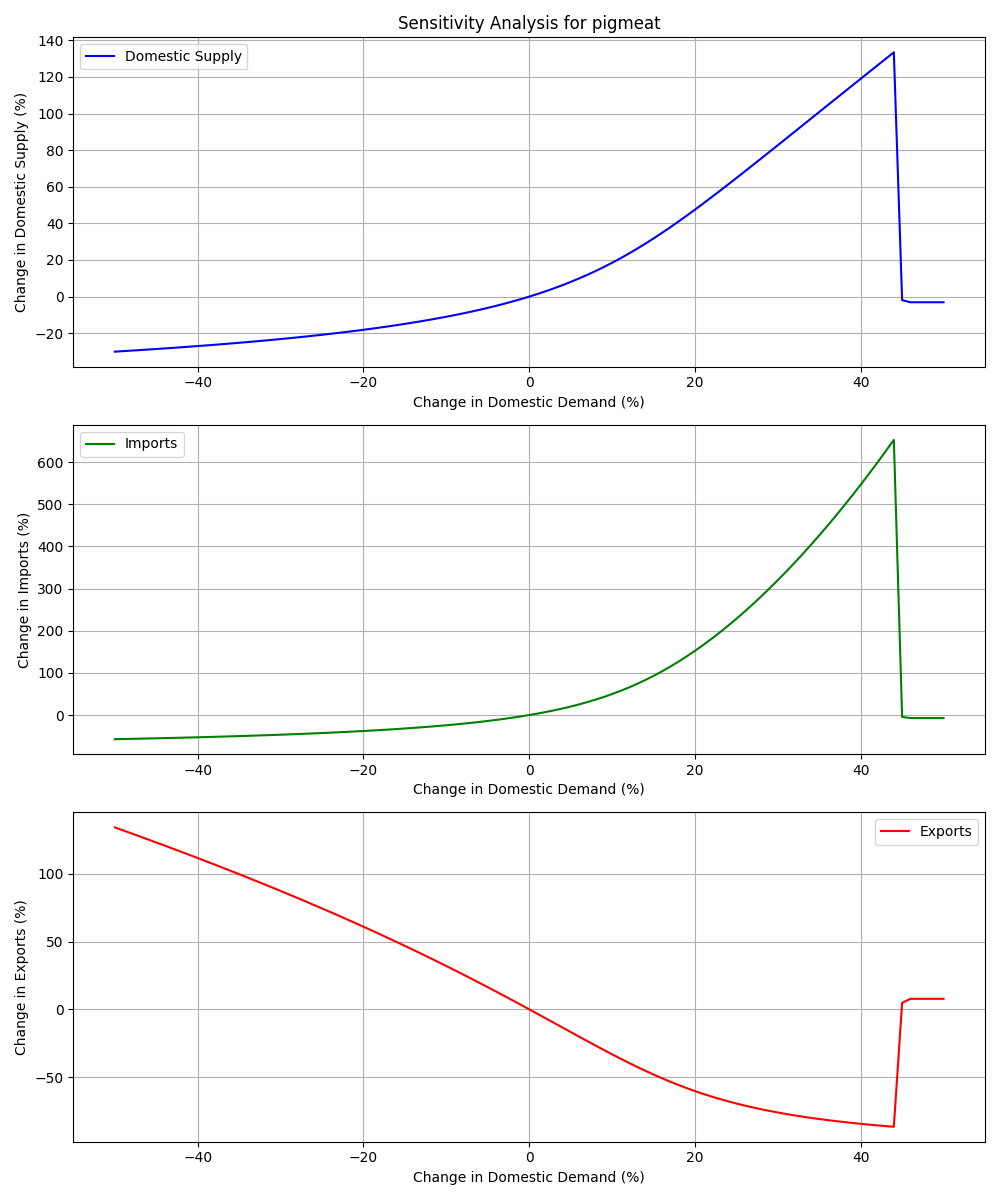 Sensitivity Analysis for pigmeat
140
120
100
80
60
40
20
0
−20
Change in Domestic Supply (%)
Domestic Supply
−40 −20 0 20 40
Change in Domestic Demand (%)
600
500
400
300
200
100
0
Change in Imports (%)
Imports
−40 −20 0 20 40
Change in Domestic Demand (%)
100
50
0
−50
Change in Exports (%)
Exports
−40 −20 0 20 40
Change in Domestic Demand (%)